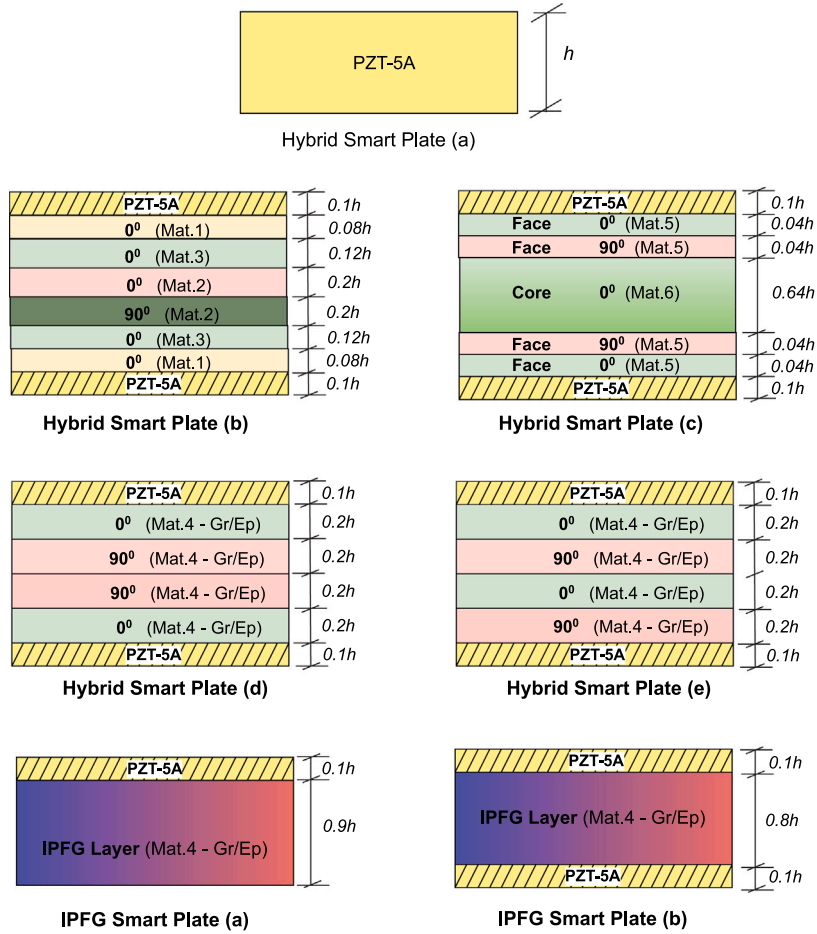 PZT-5A
h
Hybrid Smart Plate (a)
PZT-5A
0.1h
0⁰ (Mat.1)
0.08h
0⁰ (Mat.3)
0.12h
0⁰ (Mat.2)
0.2h
90⁰ (Mat.2)
0.2h
0⁰ (Mat.3)
0.12h
0⁰ (Mat.1)
0.08h
PZT-5A
0.1h
Hybrid Smart Plate (b)
PZT-5A
0.1h
Face 0⁰ (Mat.5)
0.04h
Face 90⁰ (Mat.5)
0.04h
Core 0⁰ (Mat.6)
0.64h
Face 90⁰ (Mat.5)
0.04h
Face 0⁰ (Mat.5)
0.04h
PZT-5A
0.1h
Hybrid Smart Plate (c)
PZT-5A
0.1h
0⁰ (Mat.4 - Gr/Ep)
0.2h
90⁰ (Mat.4 - Gr/Ep)
0.2h
90⁰ (Mat.4 - Gr/Ep)
0.2h
0⁰ (Mat.4 - Gr/Ep)
0.2h
PZT-5A
0.1h
Hybrid Smart Plate (d)
PZT-5A
0.1h
0⁰ (Mat.4 - Gr/Ep)
0.2h
90⁰ (Mat.4 - Gr/Ep)
0.2h
0⁰ (Mat.4 - Gr/Ep)
0.2h
90⁰ (Mat.4 - Gr/Ep)
0.2h
PZT-5A
0.1h
Hybrid Smart Plate (e)
PZT-5A
0.1h
IPFG Layer (Mat.4 - Gr/Ep)
0.9h
IPFG Smart Plate (a)
PZT-5A
0.1h
IPFG Layer (Mat.4 - Gr/Ep)
0.8h
PZT-5A
0.1h
IPFG Smart Plate (b)